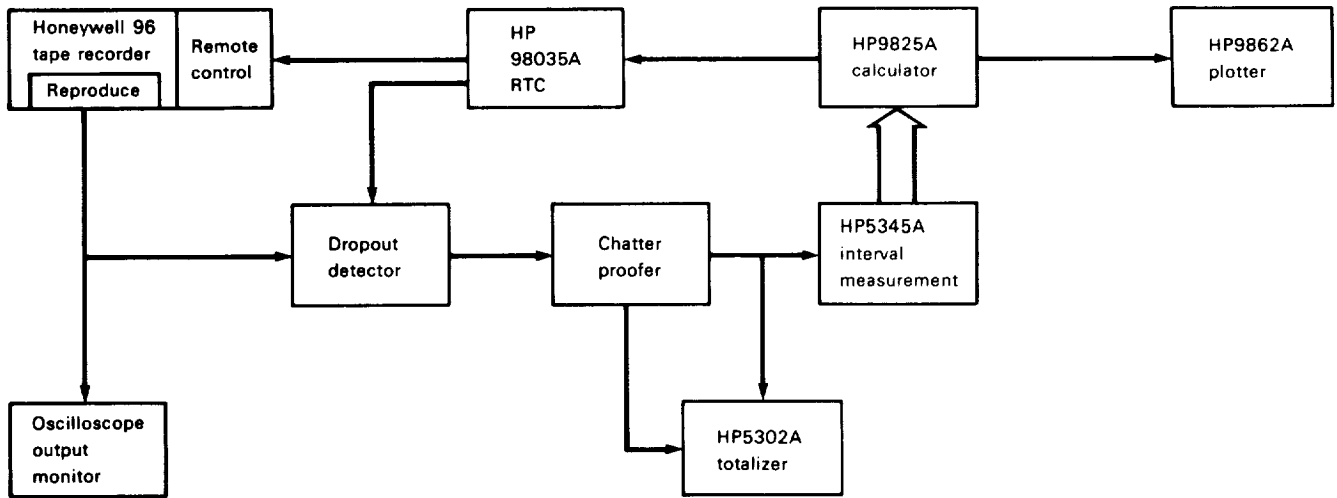 Honeywell 96
tape recorder
Reproduce
Remote
control
HP
98035A
RTC
HP9825A
calculator
HP9862A
plotter
Dropout
detector
Chatter
proofer
HP5345A
interval
measurement
Oscilloscope
output
monitor
HP5302A
totalizer